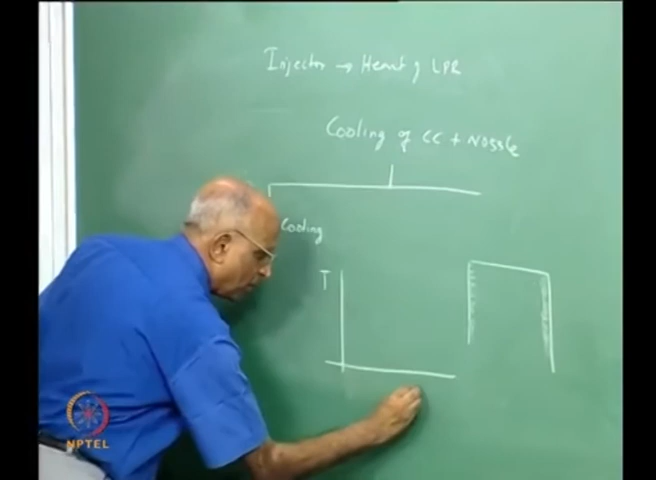 Injector → Heart of LPR
Cooling of CC + Nozzle
Cooling
T
NPTEL